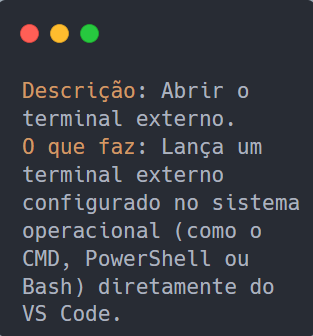 Descrição: Abrir o
terminal externo.
O que faz: Lança um
terminal externo
configurado no sistema
operacional (como o
CMD, PowerShell ou
Bash) diretamente do
VS Code.